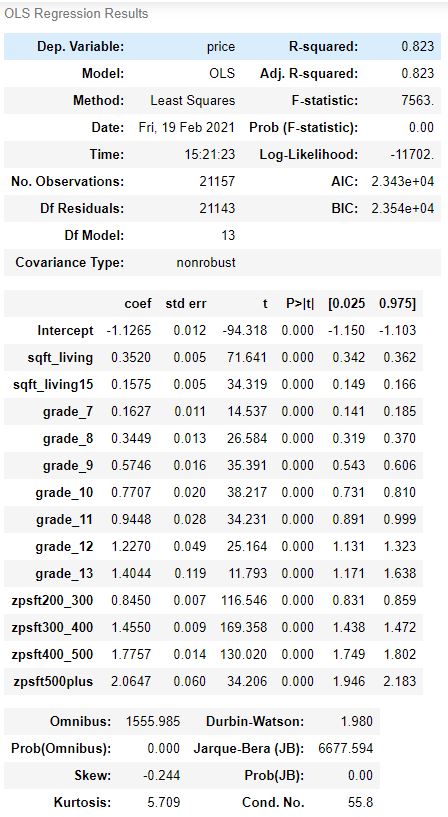 OLS Regression Results
Dep. Variable: price R-squared: 0.823
Model: OLS Adj. R-squared: 0.823
Method: Least Squares F-statistic: 7563.
Date: Fri, 19 Feb 2021 Prob (F-statistic): 0.00
Time: 15:21:23 Log-Likelihood: -11702.
No. Observations: 21157 AIC: 2.343e+04
Df Residuals: 21143 BIC: 2.354e+04
Df Model: 13
Covariance Type: nonrobust
coef std err t P>|t| [0.025 0.975]
Intercept -1.1265 0.012 -94.318 0.000 -1.150 -1.103
sqft_living 0.3520 0.005 71.641 0.000 0.342 0.362
sqft_living15 0.1575 0.005 34.319 0.000 0.149 0.166
grade_7 0.1627 0.011 14.537 0.000 0.141 0.185
grade_8 0.3449 0.013 26.584 0.000 0.319 0.370
grade_9 0.5746 0.016 35.391 0.000 0.543 0.606
grade_10 0.7707 0.020 38.217 0.000 0.731 0.810
grade_11 0.9448 0.028 34.231 0.000 0.891 0.999
grade_12 1.2270 0.049 25.164 0.000 1.131 1.323
grade_13 1.4044 0.119 11.793 0.000 1.171 1.638
zpsft200_300 0.8450 0.007 116.546 0.000 0.831 0.859
zpsft300_400 1.4550 0.009 169.358 0.000 1.438 1.472
zpsft400_500 1.7757 0.014 130.020 0.000 1.749 1.802
zpsft500plus 2.0647 0.060 34.206 0.000 1.946 2.183
Omnibus: 1555.985 Durbin-Watson: 1.980
Prob(Omnibus): 0.000 Jarque-Bera (JB): 6677.594
Skew: -0.244 Prob(JB): 0.00
Kurtosis: 5.709 Cond. No. 55.8